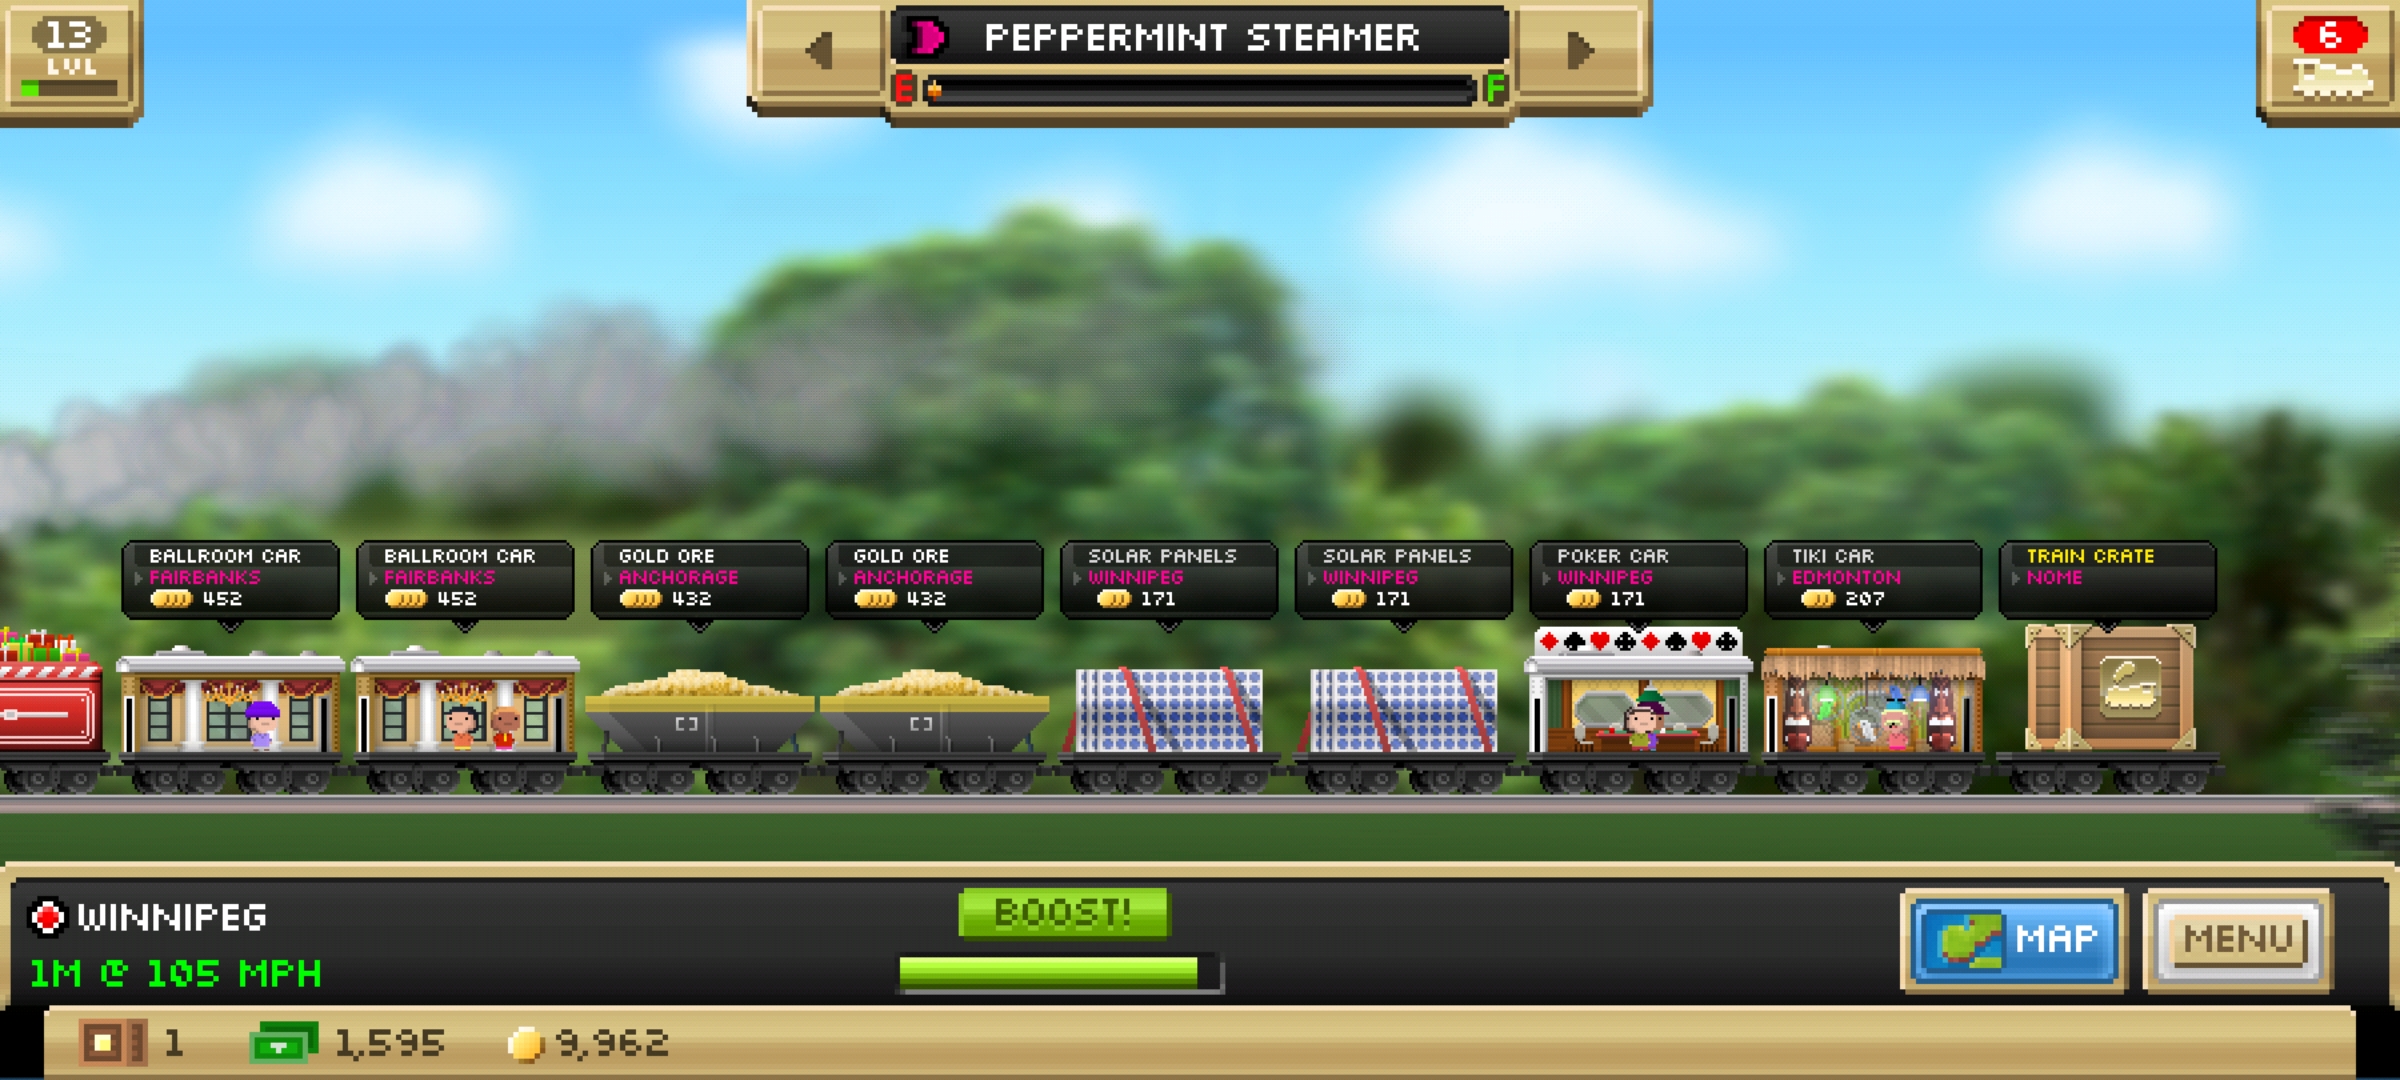 13
LVL
PEPPERMINT STEAMER
E F
6
BALLROOM CAR
FAIRBANKS
452
BALLROOM CAR
FAIRBANKS
452
GOLD ORE
ANCHORAGE
432
GOLD ORE
ANCHORAGE
432
SOLAR PANELS
WINNIPEG
171
SOLAR PANELS
WINNIPEG
171
POKER CAR
WINNIPEG
171
TIKI CAR
EDMONTON
207
TRAIN CRATE
NOME
WINNIPEG
1M @ 105 MPH
BOOST!
MAP
MENU
1 1,595 9,962